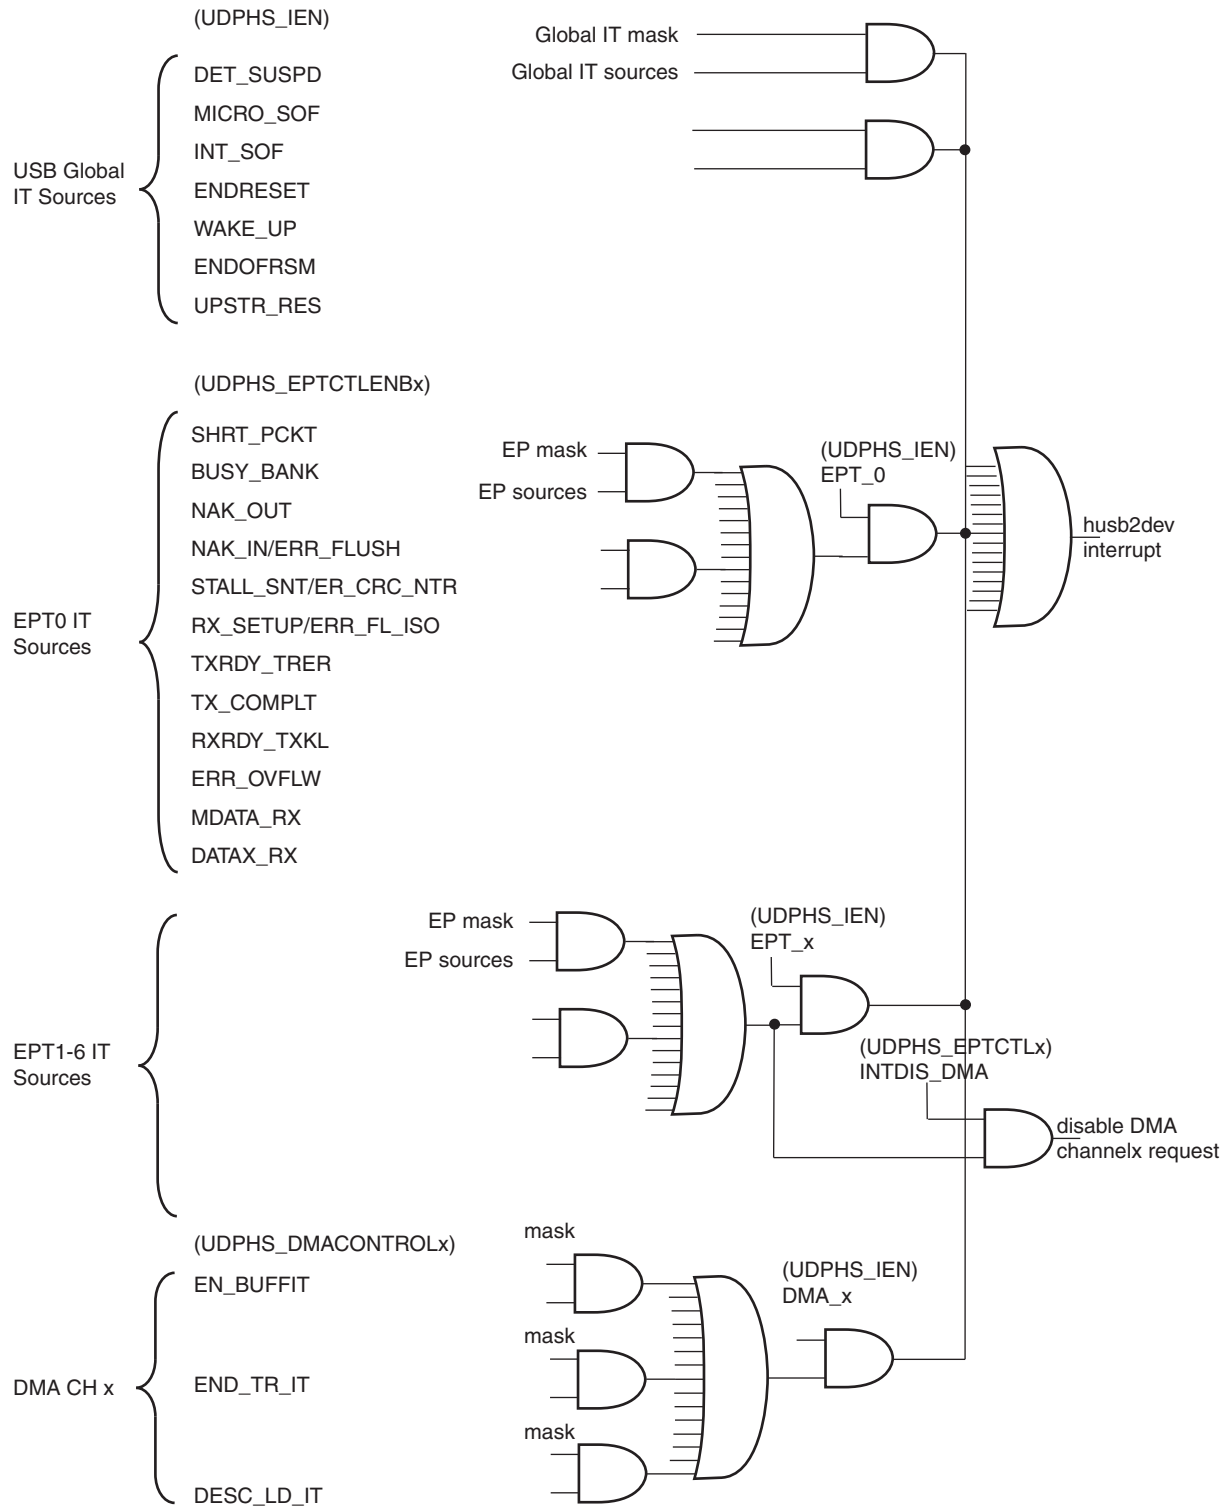 (UDPHS_IEN)
Global IT mask
Global IT sources
DET_SUSPD
MICRO_SOF
INT_SOF
USB Global
IT Sources
ENDRESET
WAKE_UP
ENDOFRSM
UPSTR_RES
(UDPHS_EPTCTLENBx)
SHRT_PCKT
BUSY_BANK
NAK_OUT
NAK_IN/ERR_FLUSH
STALL_SNT/ER_CRC_NTR
EPT0 IT
Sources
RX_SETUP/ERR_FL_ISO
TXRDY_TRER
TX_COMPLT
RXRDY_TXKL
ERR_OVFLW
MDATA_RX
DATAX_RX
EP mask
EP sources
(UDPHS_IEN)
EPT_0
husb2dev
interrupt
EP mask
EP sources
(UDPHS_IEN)
EPT_x
EPT1-6 IT
Sources
(UDPHS_EPTCTLx)
INTDIS_DMA
disable DMA
channelx request
(UDPHS_DMACONTROLx)
mask
EN_BUFFIT
(UDPHS_IEN)
DMA_x
mask
DMA CH x
END_TR_IT
mask
DESC_LD_IT